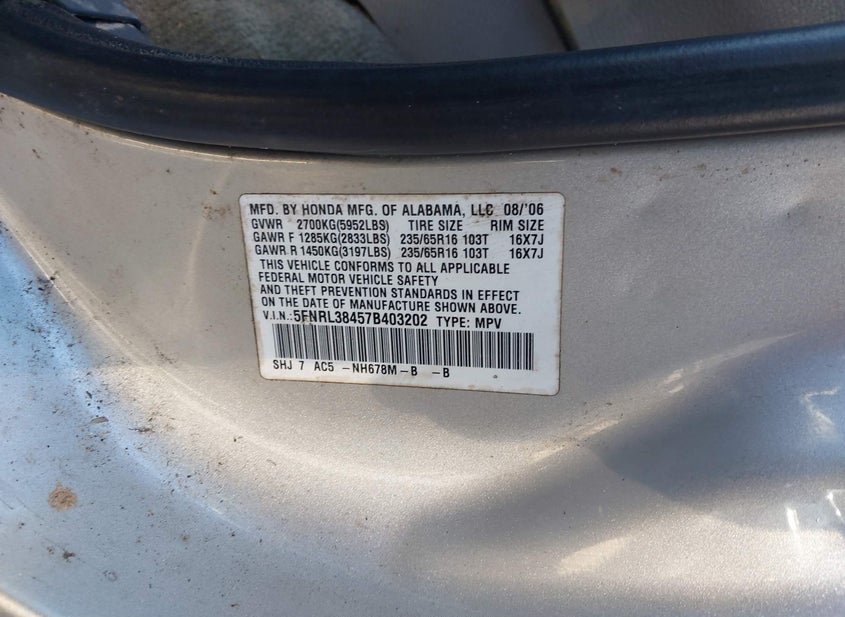 MFD. BY HONDA MFG. OF ALABAMA, LLC 08/'06
GVWR 2700KG(5952LBS) TIRE SIZE RIM SIZE
GAWR F 1285KG(2833LBS) 235/65R16 103T 16X7J
GAWR R 1450KG(3197LBS) 235/65R16 103T 16X7J
THIS VEHICLE CONFORMS TO ALL APPLICABLE
FEDERAL MOTOR VEHICLE SAFETY
AND THEFT PREVENTION STANDARDS IN EFFECT
ON THE DATE OF MANUFACTURE SHOWN ABOVE.
V.I.N.:5FNRL38457B403202 TYPE: MPV
SHJ 7 AC5 -NH678M-B -B